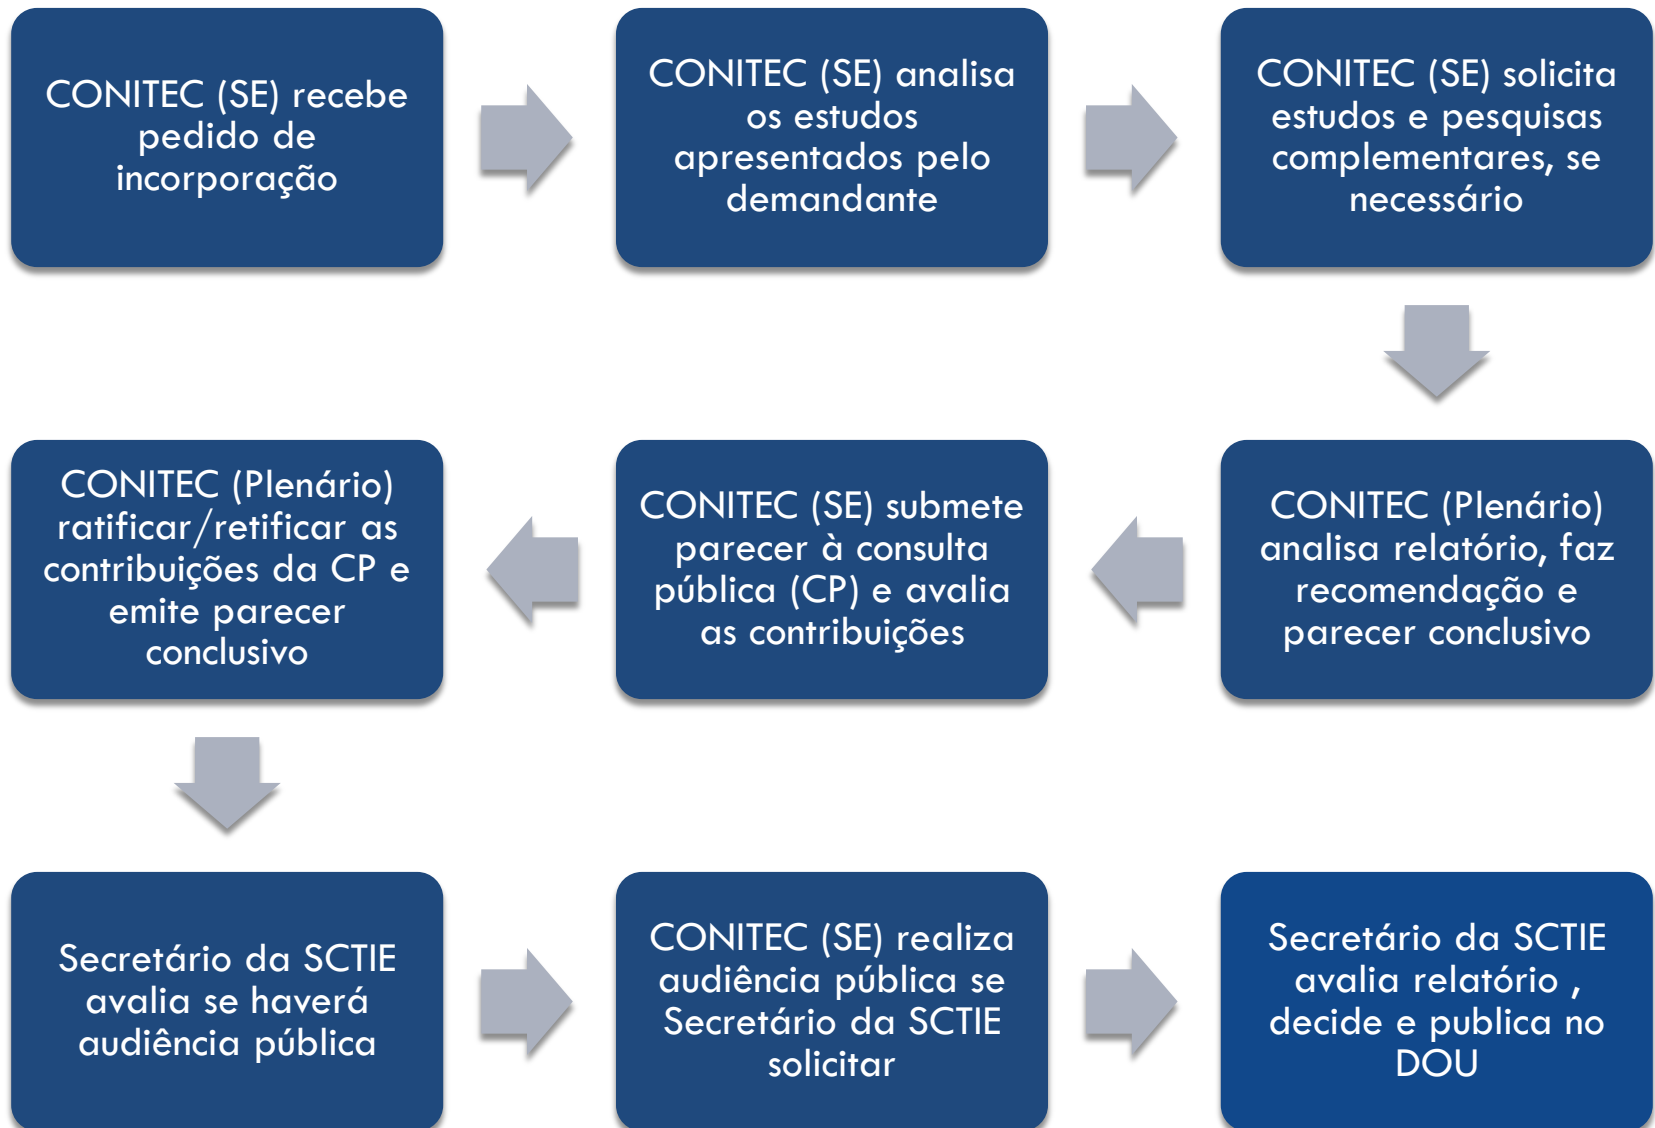 CONITEC (SE) recebe
pedido de
incorporação
CONITEC (SE) analisa
os estudos
apresentados pelo
demandante
CONITEC (SE) solicita
estudos e pesquisas
complementares, se
necessário
CONITEC (Plenário)
analisa relatório, faz
recomendação e
parecer conclusivo
CONITEC (SE) submete
parecer à consulta
pública (CP) e avalia
as contribuições
CONITEC (Plenário)
ratificar/retificar as
contribuições da CP e
emite parecer
conclusivo
Secretário da SCTIE
avalia se haverá
audiência pública
CONITEC (SE) realiza
audiência pública se
Secretário da SCTIE
solicitar
Secretário da SCTIE
avalia relatório ,
decide e publica no
DOU